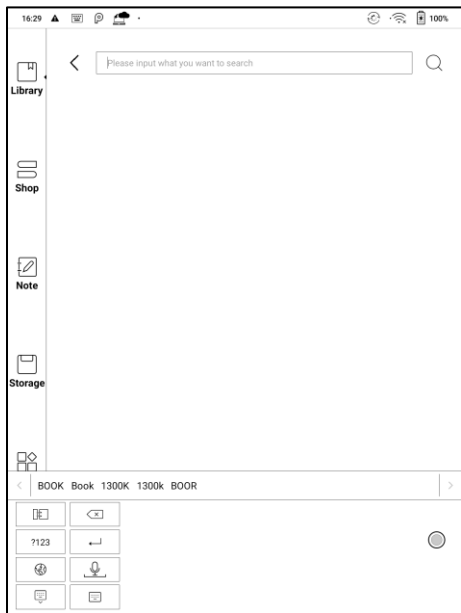 16:29 100%
Please input what you want to search
Library
Shop
Note
Storage
BOOK Book 1300K 1300k BOOR
?123